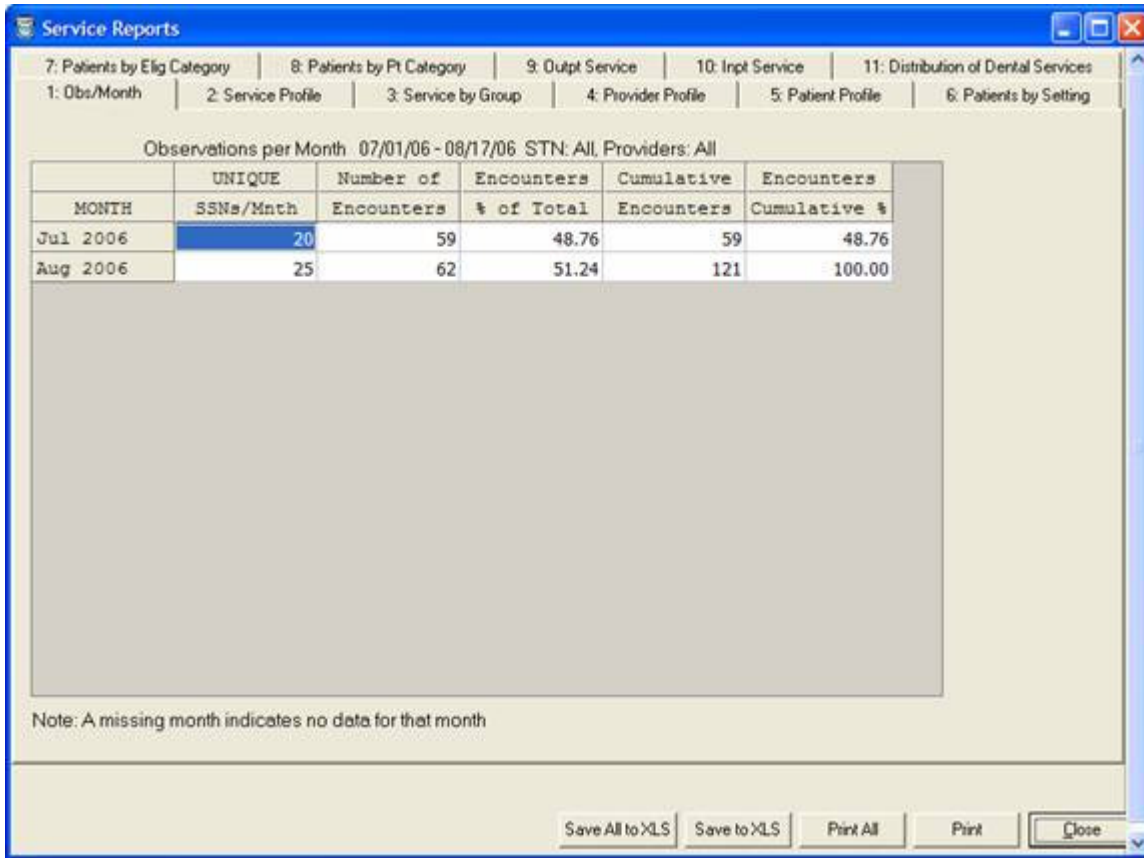 Service Reports
7: Patients by Elig Category 8: Patients by Pt Category 9: Outpt Service 10: Inpt Service 11: Distribution of Dental Services
1: Obs/Month 2: Service Profile 3: Service by Group 4: Provider Profile 5: Patient Profile 6: Patients by Setting
Observations per Month 07/01/06 - 08/17/06 STN: All, Providers: All
UNIQUE Number of Encounters Cumulative Encounters
MONTH SSNs/Mnth Encounters % of Total Encounters Cumulative %
Jul 2006 20 59 48.76 59 48.76
Aug 2006 25 62 51.24 121 100.00
Note: A missing month indicates no data for that month
Save All to XLS Save to XLS Print All Print Close